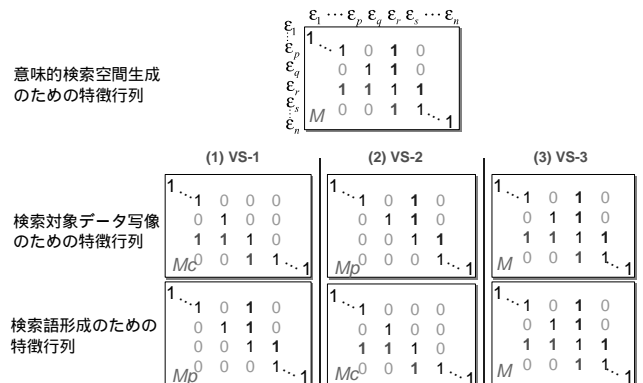 ε1 ⋯ εp εq εr εs ⋯ εn
ε1
⋮
εp
εq
εr
εs
⋮
εn
1
⋱ 1 0 1 0
0 1 1 0
1 1 1 1
M 0 0 1 1 ⋱ 1
意味的検索空間生成
のための特徴行列
(1) VS-1 (2) VS-2 (3) VS-3
検索対象データ写像
のための特徴行列
1
⋱ 1 0 0 0
0 1 0 0
1 1 1 0
Mc 0 0 1 1 ⋱ 1
1
⋱ 1 0 1 0
0 1 1 0
0 0 1 1
Mp 0 0 0 1 ⋱ 1
1
⋱ 1 0 1 0
0 1 1 0
1 1 1 1
M 0 0 1 1 ⋱ 1
検索語形成のための
特徴行列
1
⋱ 1 0 1 0
0 1 1 0
0 0 1 1
Mp 0 0 0 1 ⋱ 1
1
⋱ 1 0 0 0
0 1 0 0
1 1 1 0
Mc 0 0 1 1 ⋱ 1
1
⋱ 1 0 1 0
0 1 1 0
1 1 1 1
M 0 0 1 1 ⋱ 1